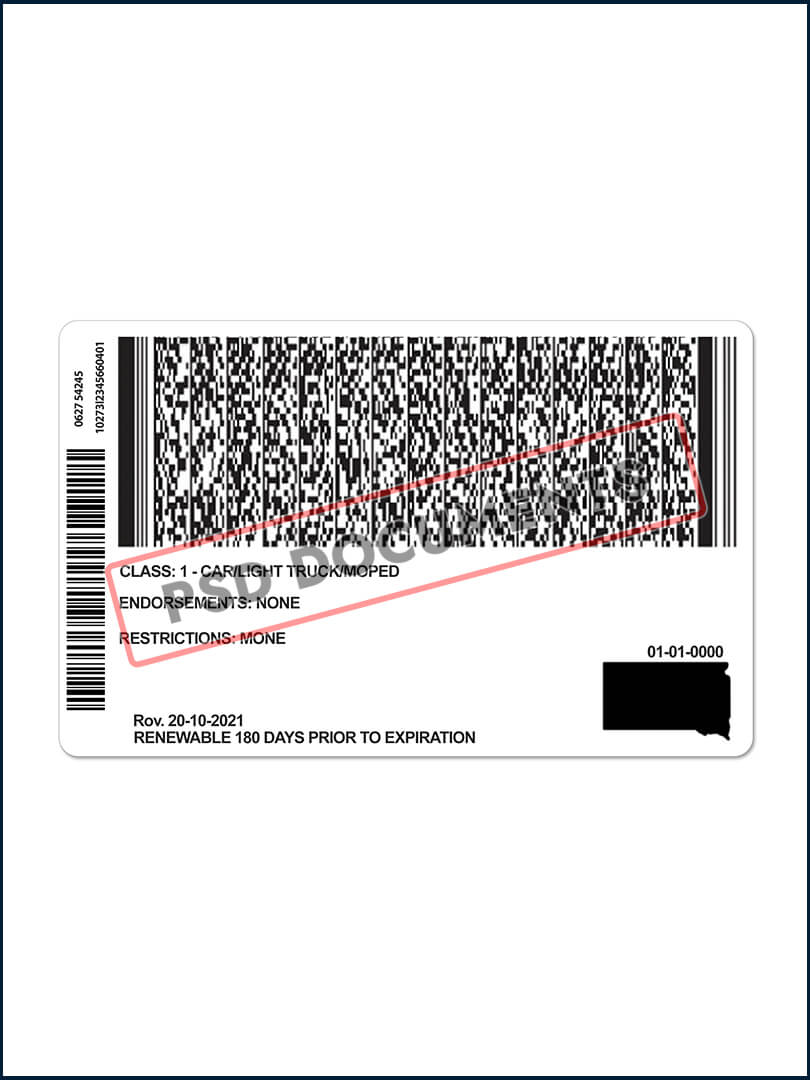 0627 54245
10273I2345660401
PSD DOCUMENTS
CLASS: 1 - CAR/LIGHT TRUCK/MOPED
ENDORSEMENTS: NONE
RESTRICTIONS: MONE
01-01-0000
Rov. 20-10-2021
RENEWABLE 180 DAYS PRIOR TO EXPIRATION